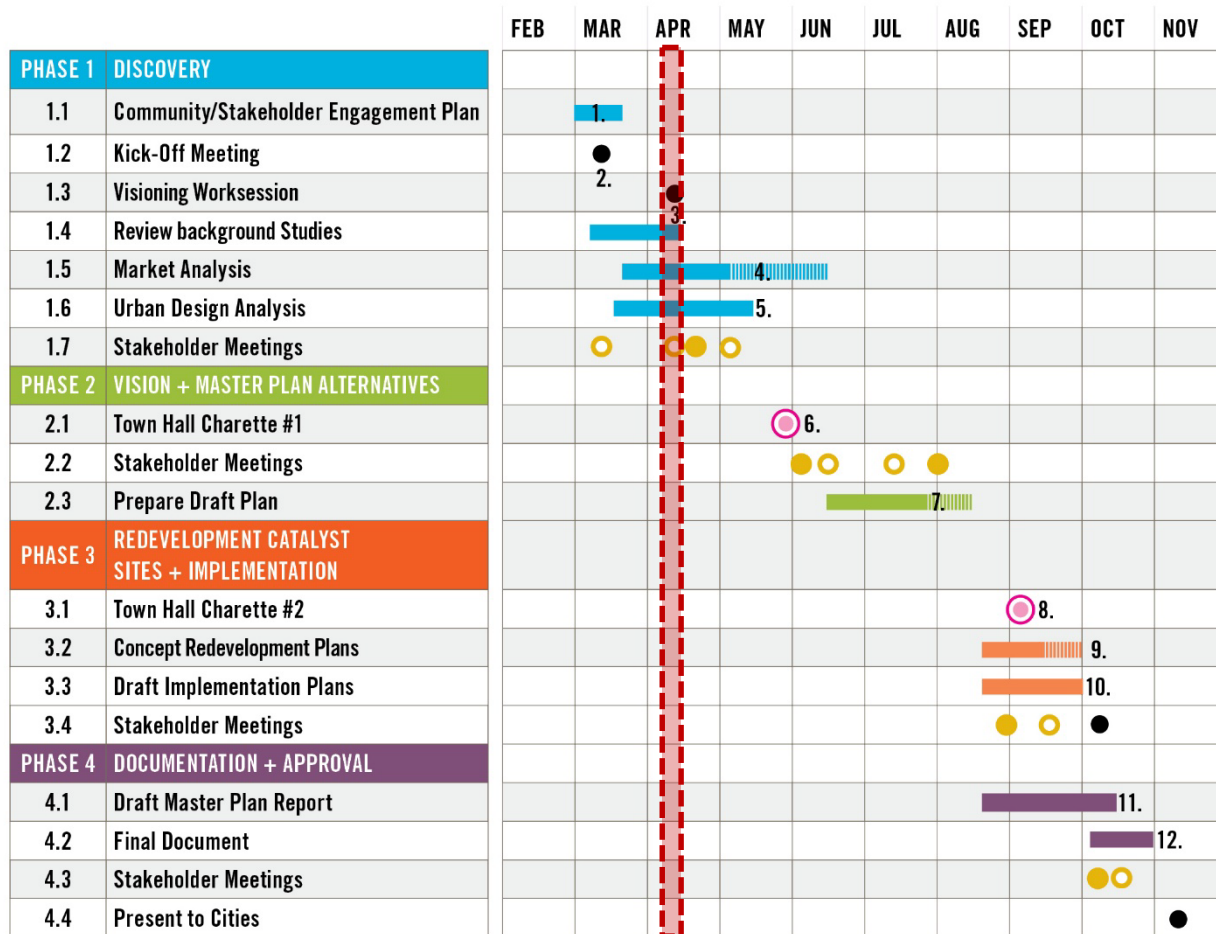 FEB MAR APR MAY JUN JUL AUG SEP OCT NOV
PHASE 1 DISCOVERY
1.1 Community/Stakeholder Engagement Plan 1.
1.2 Kick-Off Meeting
2.
1.3 Visioning Worksession
3.
1.4 Review background Studies
1.5 Market Analysis 4.
1.6 Urban Design Analysis 5.
1.7 Stakeholder Meetings
PHASE 2 VISION + MASTER PLAN ALTERNATIVES
2.1 Town Hall Charette #1 6.
2.2 Stakeholder Meetings
2.3 Prepare Draft Plan 7.
PHASE 3 REDEVELOPMENT CATALYST
SITES + IMPLEMENTATION
3.1 Town Hall Charette #2 8.
3.2 Concept Redevelopment Plans 9.
3.3 Draft Implementation Plans 10.
3.4 Stakeholder Meetings
PHASE 4 DOCUMENTATION + APPROVAL
4.1 Draft Master Plan Report 11.
4.2 Final Document 12.
4.3 Stakeholder Meetings
4.4 Present to Cities